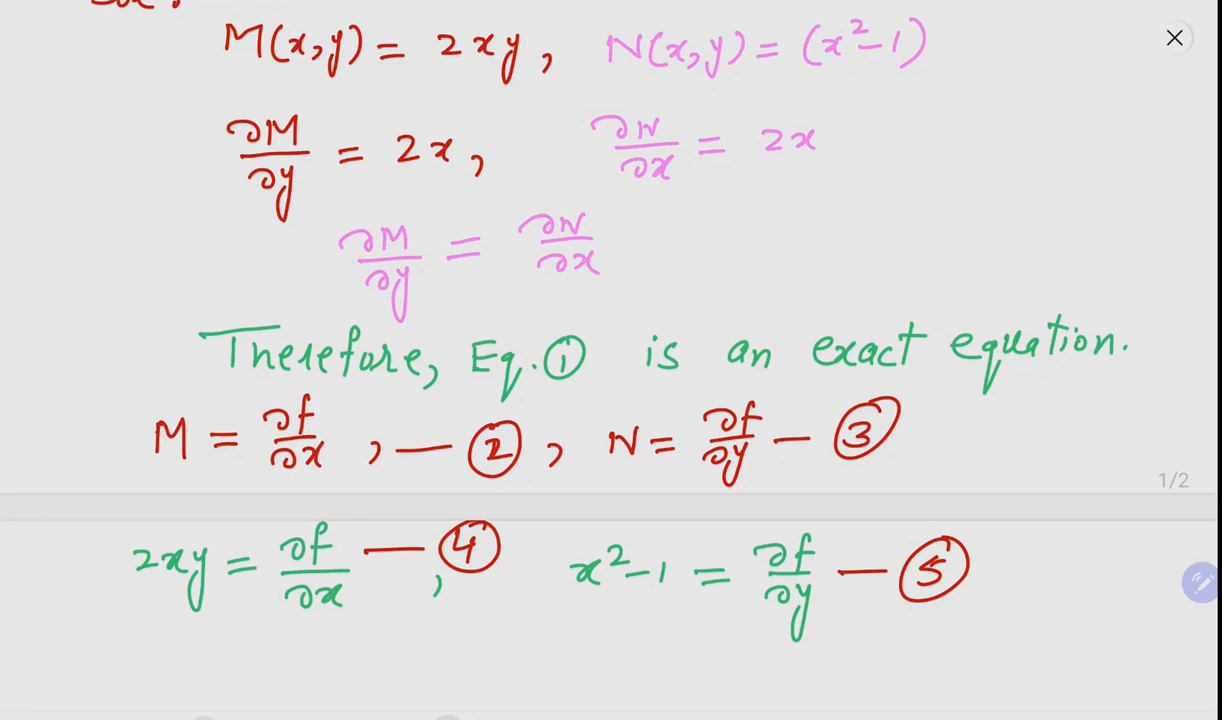 M(x,y) = 2xy, N(x,y) = (x²-1)
∂M/∂y = 2x, ∂N/∂x = 2x
∂M/∂y = ∂N/∂x
Therefore, Eq.① is an exact equation.
M = ∂f/∂x , — ②, N = ∂f/∂y — ③
1/2
2xy = ∂f/∂x — ④, x²-1 = ∂f/∂y — ⑤